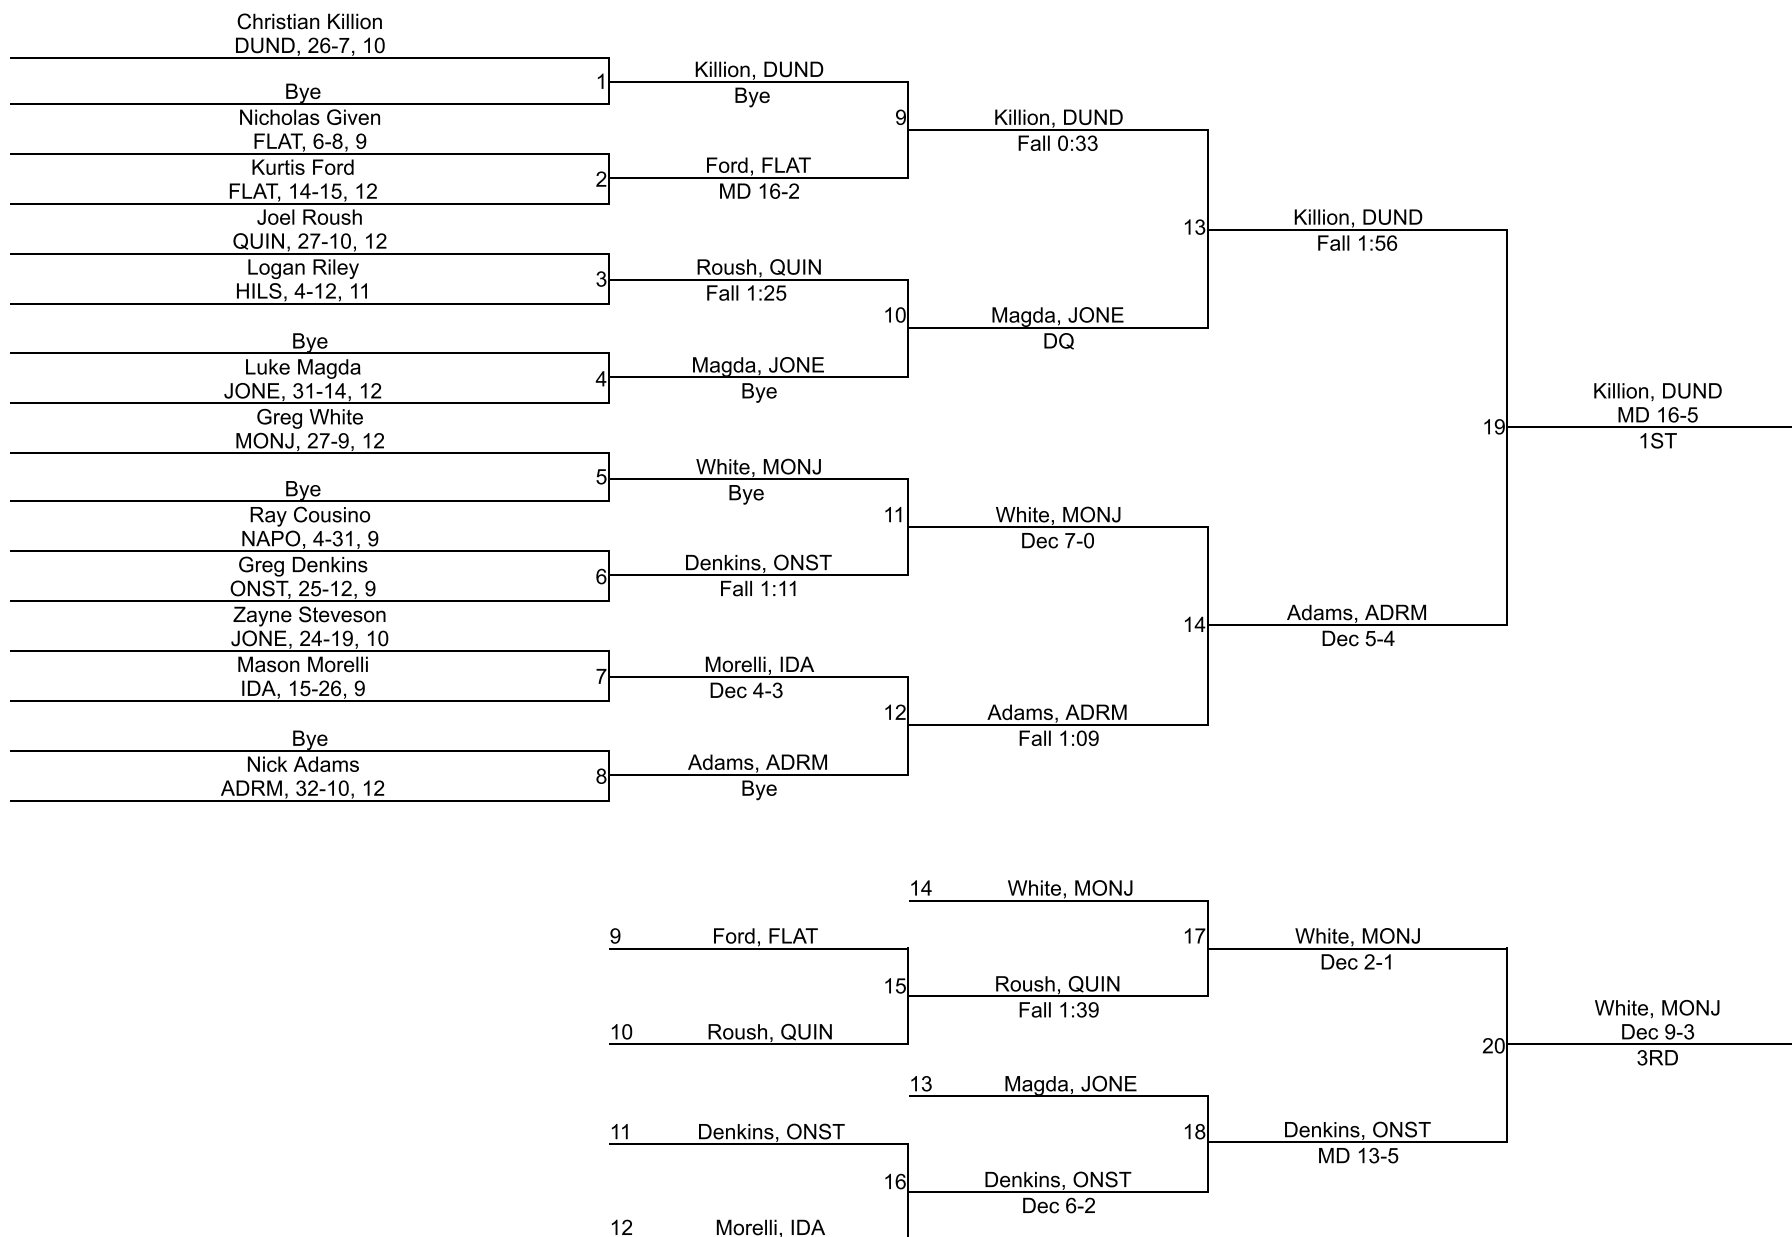 Christian Killion
DUND, 26-7, 10
Bye
Nicholas Given
FLAT, 6-8, 9
Kurtis Ford
FLAT, 14-15, 12
Joel Roush
QUIN, 27-10, 12
Logan Riley
HILS, 4-12, 11
Bye
Luke Magda
JONE, 31-14, 12
Greg White
MONJ, 27-9, 12
Bye
Ray Cousino
NAPO, 4-31, 9
Greg Denkins
ONST, 25-12, 9
Zayne Steveson
JONE, 24-19, 10
Mason Morelli
IDA, 15-26, 9
Bye
Nick Adams
ADRM, 32-10, 12
1
Killion, DUND
Bye
2
Ford, FLAT
MD 16-2
3
Roush, QUIN
Fall 1:25
4
Magda, JONE
Bye
5
White, MONJ
Bye
6
Denkins, ONST
Fall 1:11
7
Morelli, IDA
Dec 4-3
8
Adams, ADRM
Bye
9
Killion, DUND
Fall 0:33
10
Magda, JONE
DQ
11
White, MONJ
Dec 7-0
12
Adams, ADRM
Fall 1:09
13
Killion, DUND
Fall 1:56
14
Adams, ADRM
Dec 5-4
19
Killion, DUND
MD 16-5
1ST
14 White, MONJ
9 Ford, FLAT
10 Roush, QUIN
15
Roush, QUIN
Fall 1:39
17
White, MONJ
Dec 2-1
13 Magda, JONE
11 Denkins, ONST
12 Morelli, IDA
16
Denkins, ONST
Dec 6-2
18
Denkins, ONST
MD 13-5
20
White, MONJ
Dec 9-3
3RD